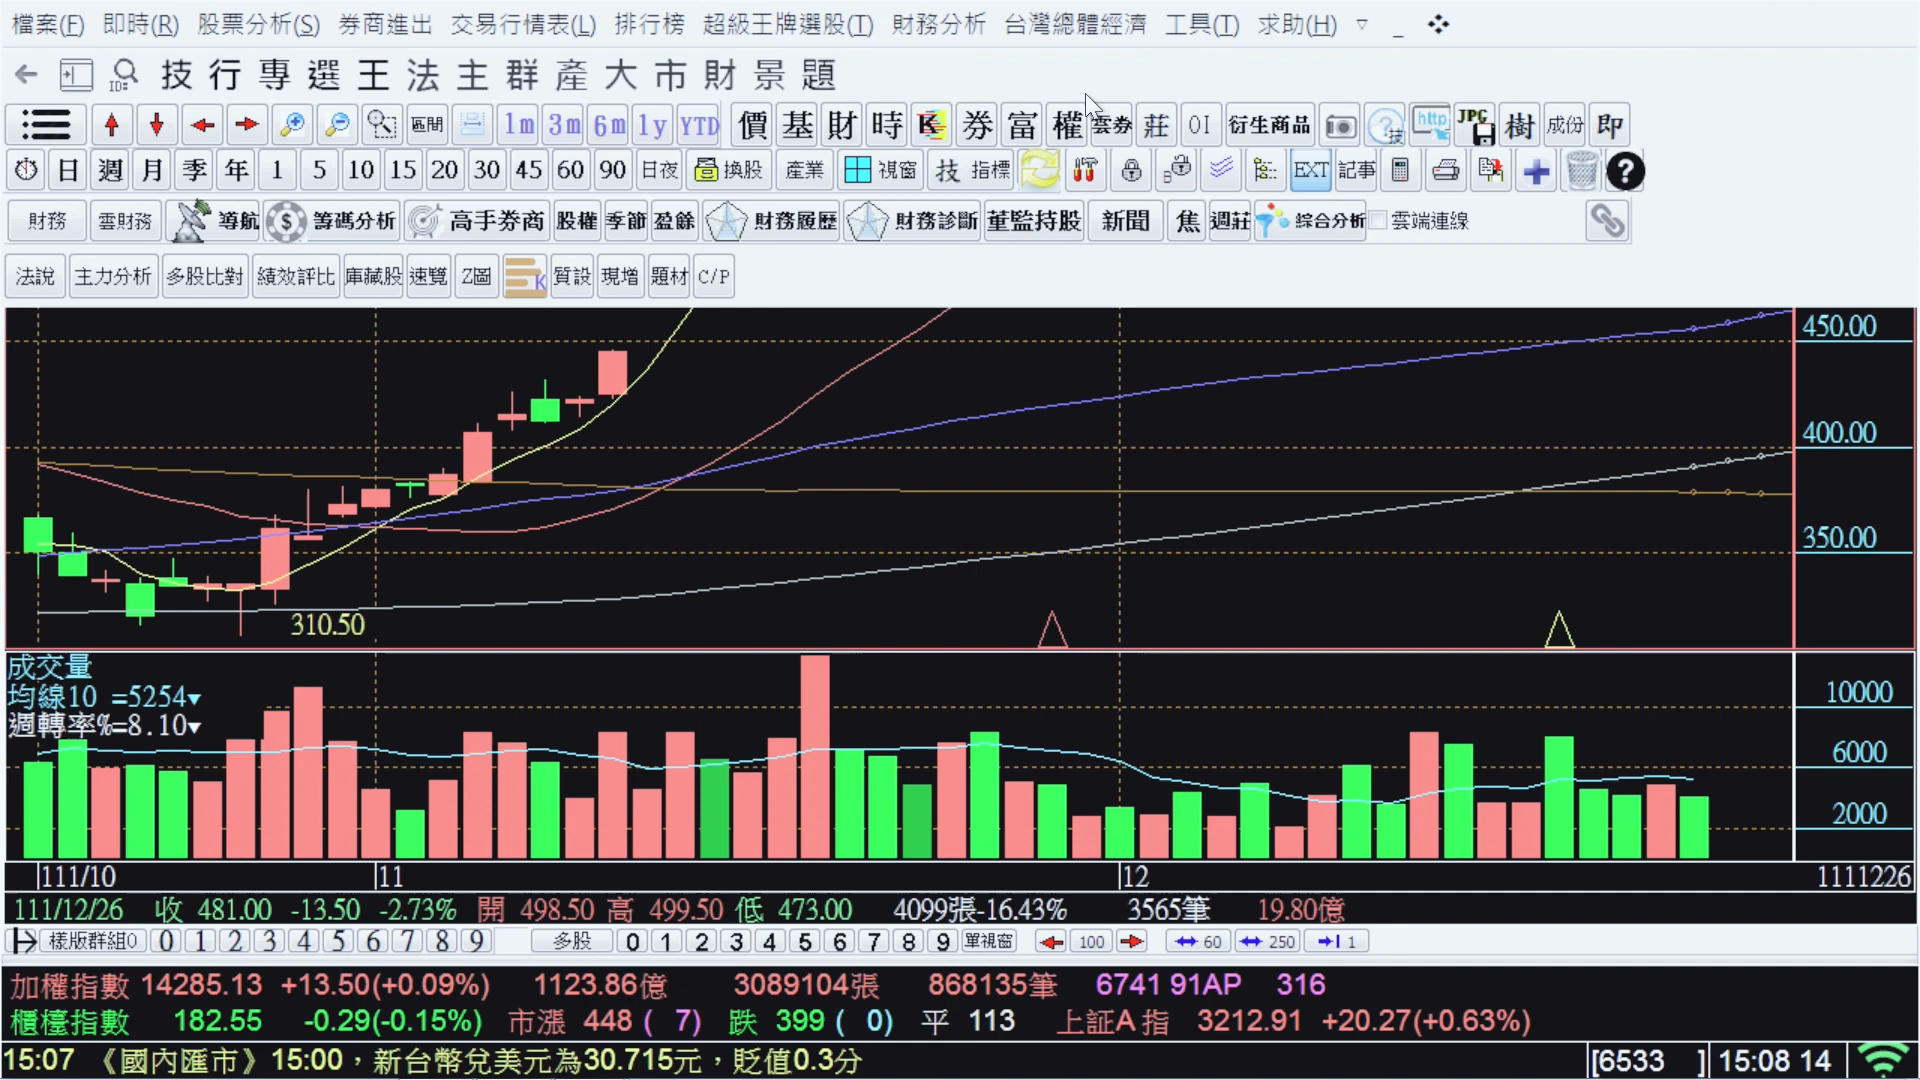 檔案(F) 即時(R) 股票分析(S) 券商進出 交易行情表(L) 排行榜 超級王牌選股(T) 財務分析 台灣總體經濟 工具(T) 求助(H)
ID: 技 行 專 選 王 法 主 群 產 大 市 財 景 題
區間 1m 3m 6m 1y YTD 價 基 財 時 K 券 富 權 雲券 莊 OI 衍生商品 ? 技 http JPG 樹 成份 即
日 週 月 季 年 1 5 10 15 20 30 45 60 90 日夜 換股 產業 視窗 技 指標 EXT 記事 ?
財務 雲財務 導航 $ 籌碼分析 高手券商 股權 季節 盈餘 財務履歷 財務診斷 董監持股 新聞 焦 週莊 綜合分析 雲端連線
法說 主力分析 多股比對 績效評比 庫藏股 速覽 Z圖 K 質設 現增 題材 C/P
450.00
400.00
350.00
310.50
成交量
均線10 =5254▾
週轉率%=8.10▾
10000
6000
2000
111/10 11 12 1111226
111/12/26 收 481.00 -13.50 -2.73% 開 498.50 高 499.50 低 473.00 4099張-16.43% 3565筆 19.80億
樣版群組0 0 1 2 3 4 5 6 7 8 9 多股 0 1 2 3 4 5 6 7 8 9 單視窗 100 60 250 1
加權指數 14285.13 +13.50(+0.09%) 1123.86億 3089104張 868135筆 6741 91AP 316
櫃檯指數 182.55 -0.29(-0.15%) 市漲 448 ( 7) 跌 399 ( 0) 平 113 上証A指 3212.91 +20.27(+0.63%)
15:07 《國內匯市》15:00，新台幣兌美元為30.715元，貶值0.3分 [6533 ] 15:08 14